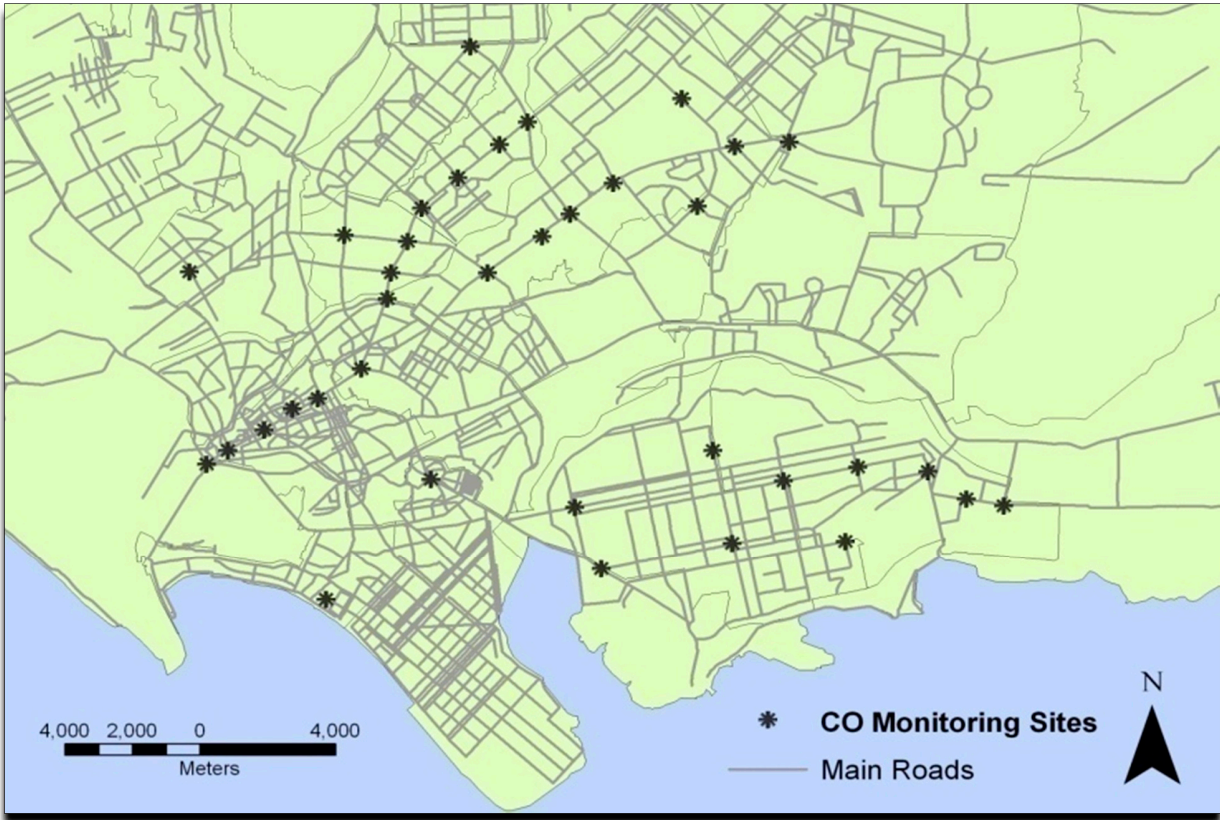 N
CO Monitoring Sites
Main Roads
4,000 2,000 0 4,000
Meters